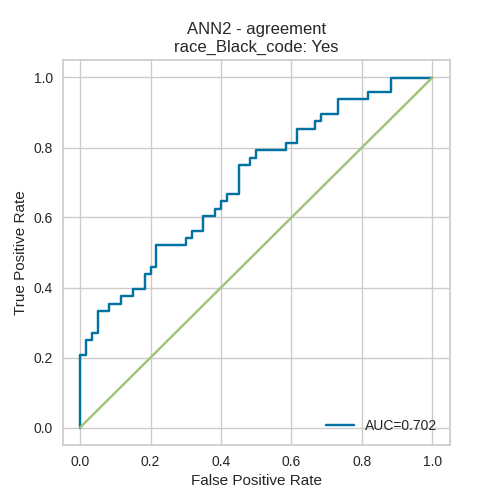 ANN2 - agreement
race_Black_code: Yes
True Positive Rate
1.0
0.8
0.6
0.4
0.2
0.0
AUC=0.702
0.0 0.2 0.4 0.6 0.8 1.0
False Positive Rate